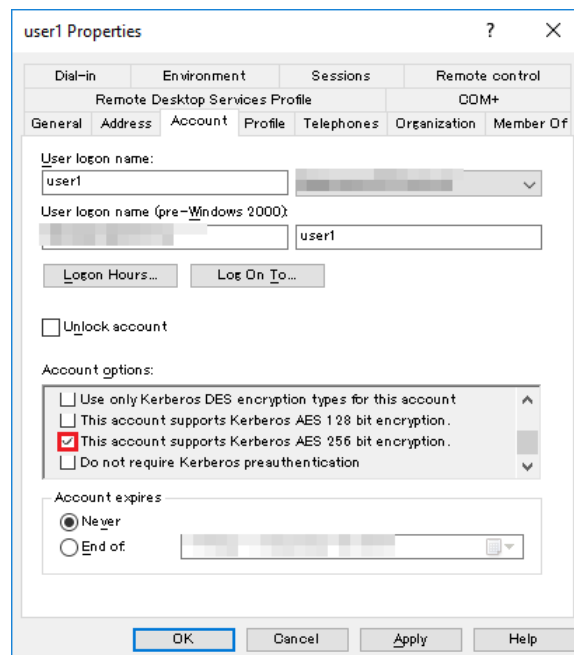 user1 Properties
Dial-in Environment Sessions Remote control
Remote Desktop Services Profile COM+
General Address Account Profile Telephones Organization Member Of
User logon name:
user1
User logon name (pre-Windows 2000):
user1
Logon Hours... Log On To...
Unlock account
Account options:
Use only Kerberos DES encryption types for this account
This account supports Kerberos AES 128 bit encryption.
This account supports Kerberos AES 256 bit encryption.
Do not require Kerberos preauthentication
Account expires
Never
End of:
OK Cancel Apply Help